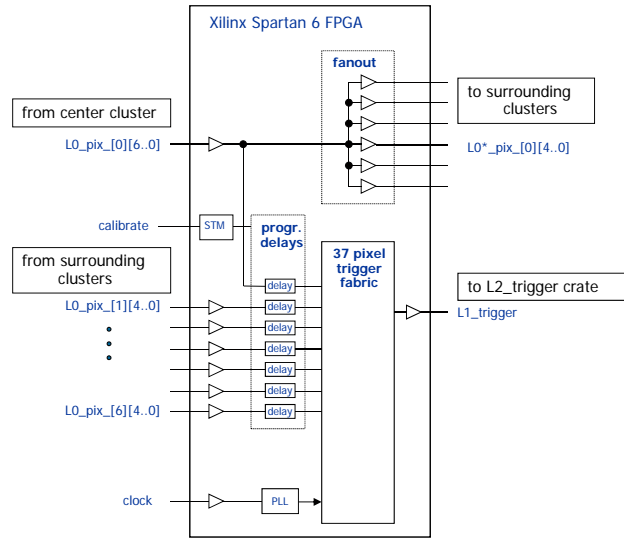 Xilinx Spartan 6 FPGA
fanout
from center cluster
to surrounding
clusters
L0_pix_[0][6..0]
L0*_pix_[0][4..0]
calibrate
STM
progr.
delays
from surrounding
clusters
37 pixel
trigger
fabric
delay
to L2_trigger crate
L0_pix_[1][4..0]
delay
L1_trigger
delay
delay
delay
delay
L0_pix_[6][4..0]
delay
clock
PLL